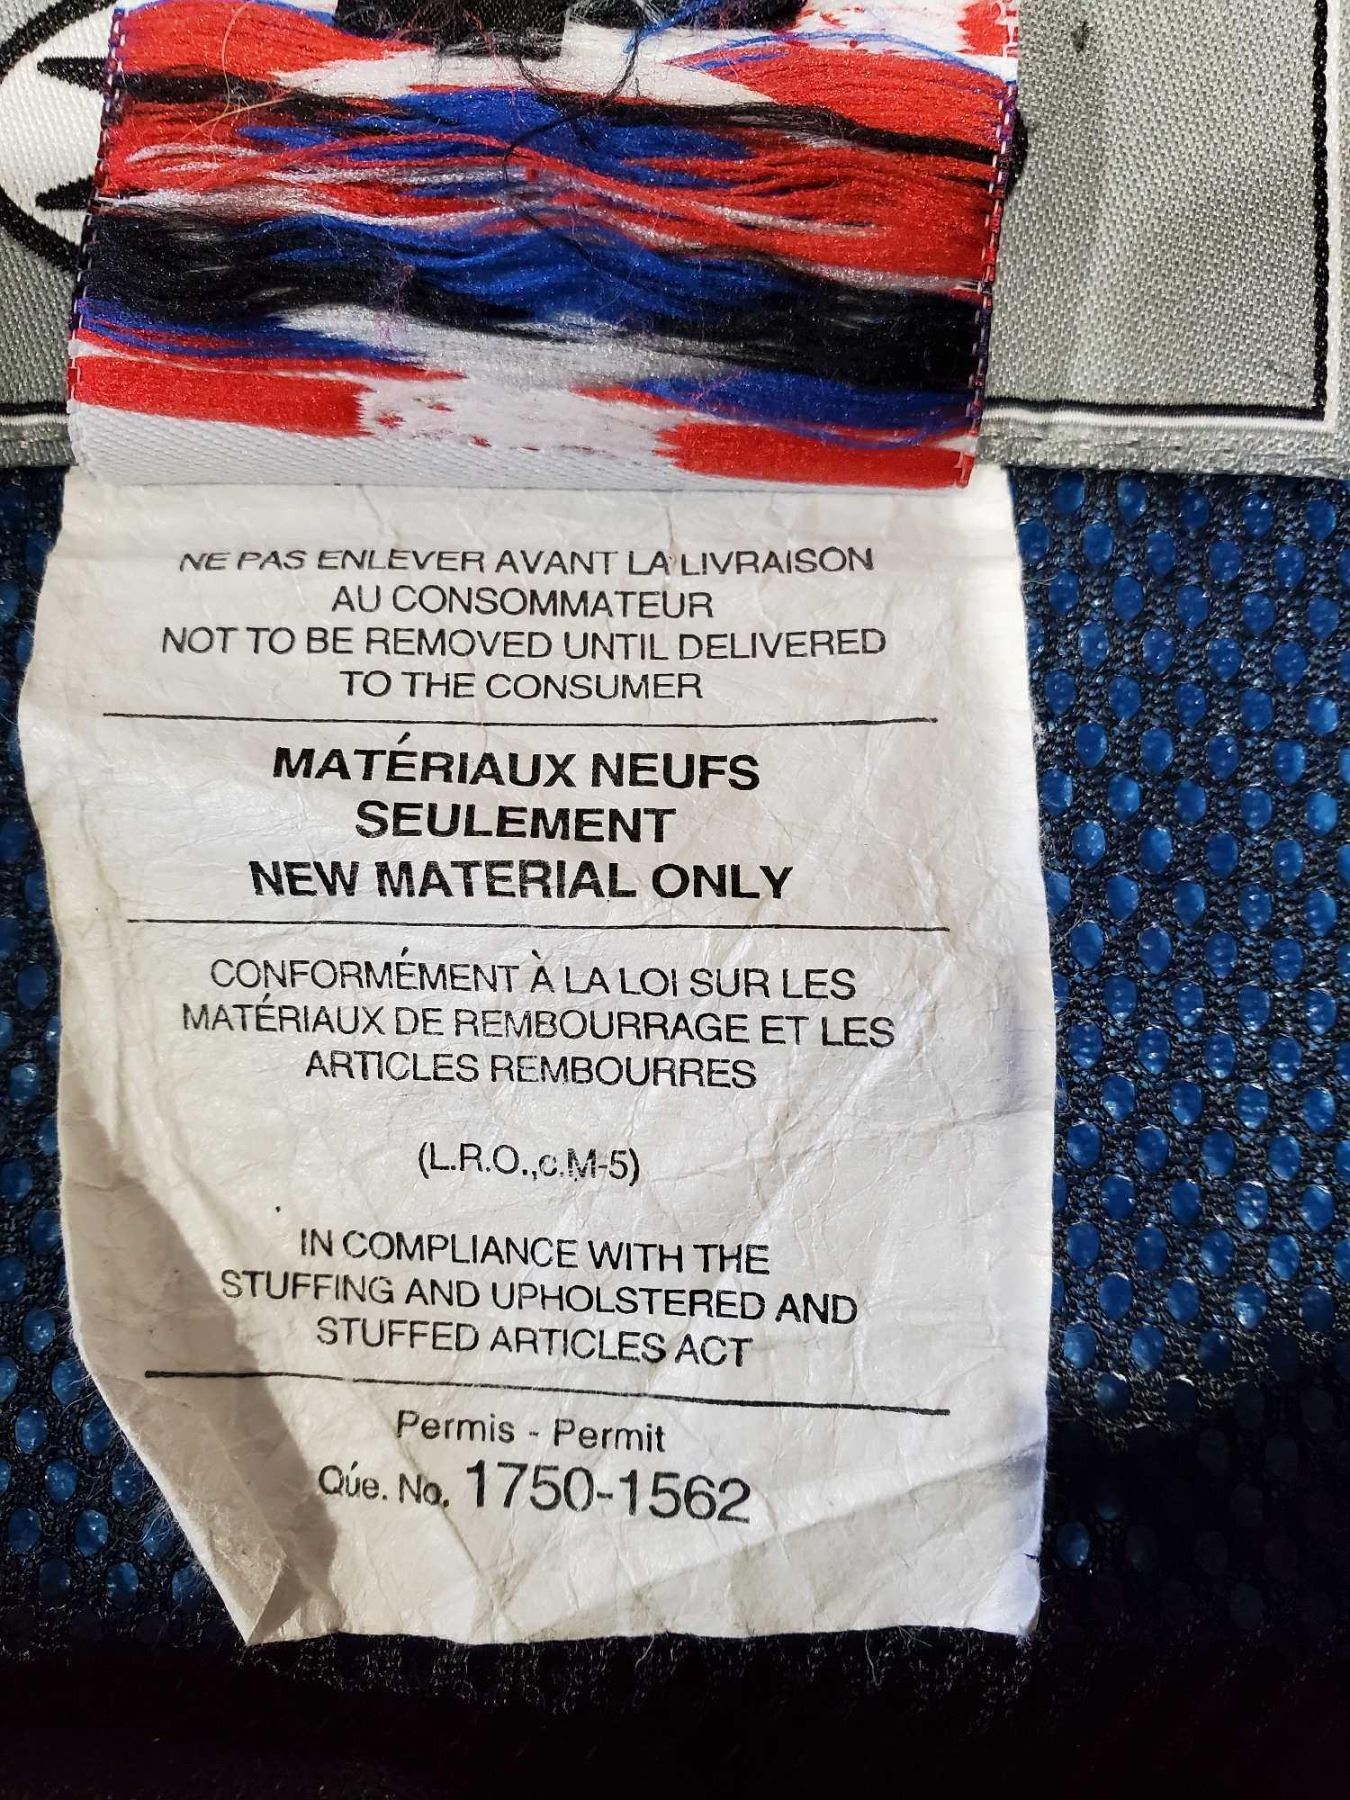 NE PAS ENLEVER AVANT LA LIVRAISON
AU CONSOMMATEUR
NOT TO BE REMOVED UNTIL DELIVERED
TO THE CONSUMER
MATÉRIAUX NEUFS
SEULEMENT
NEW MATERIAL ONLY
CONFORMÉMENT À LA LOI SUR LES
MATÉRIAUX DE REMBOURRAGE ET LES
ARTICLES REMBOURRES
(L.R.O.,c.M-5)
IN COMPLIANCE WITH THE
STUFFING AND UPHOLSTERED AND
STUFFED ARTICLES ACT
Permis - Permit
Qúe. No. 1750-1562